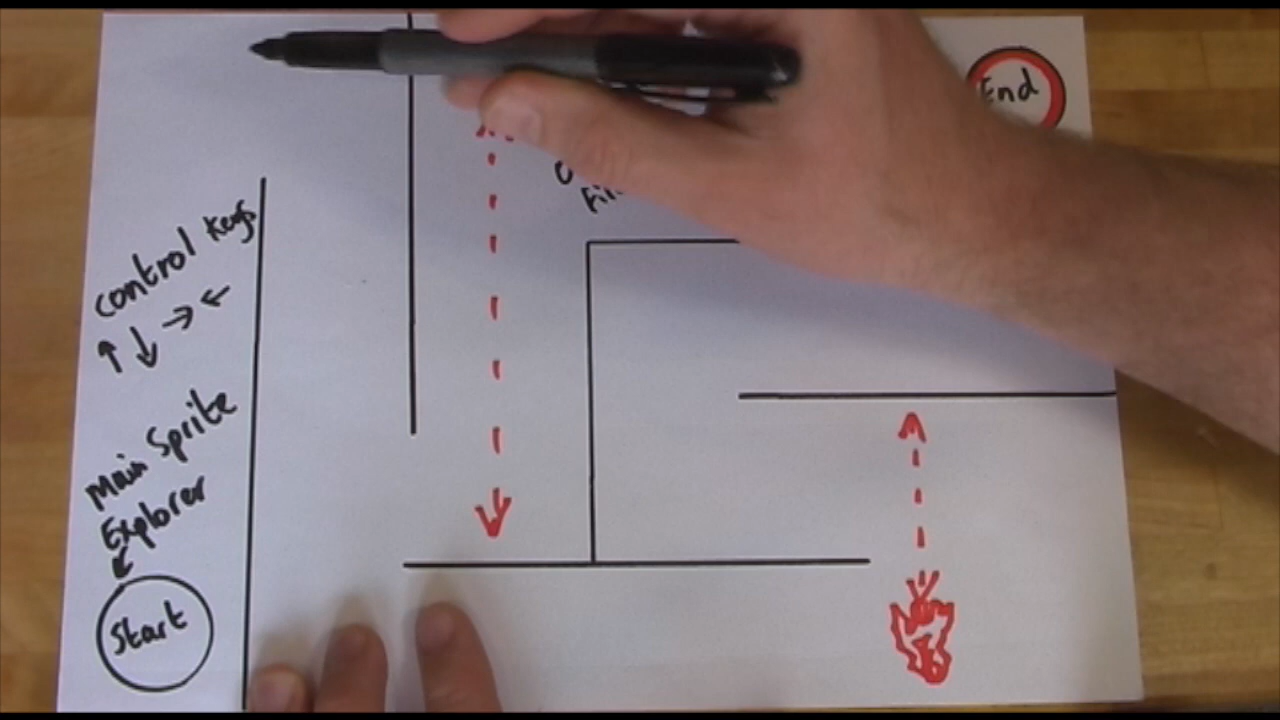 End
control keys
↑ ↓ → ←
Main Sprite
Explorer
Start